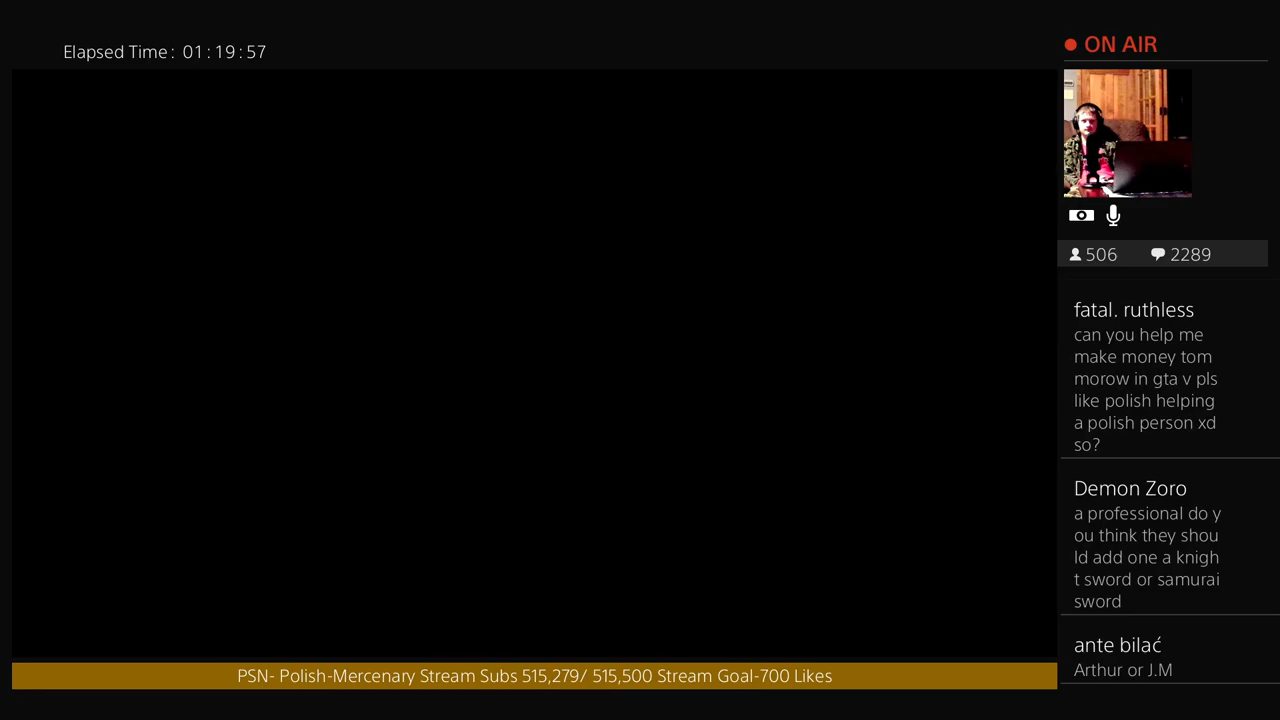 Elapsed Time: 01:19:57
ON AIR
506 2289
fatal. ruthless
can you help me
make money tom
morow in gta v pls
like polish helping
a polish person xd
so?
Demon Zoro
a professional do y
ou think they shou
ld add one a knigh
t sword or samurai
sword
ante bilać
Arthur or J.M
PSN- Polish-Mercenary Stream Subs 515,279/ 515,500 Stream Goal-700 Likes